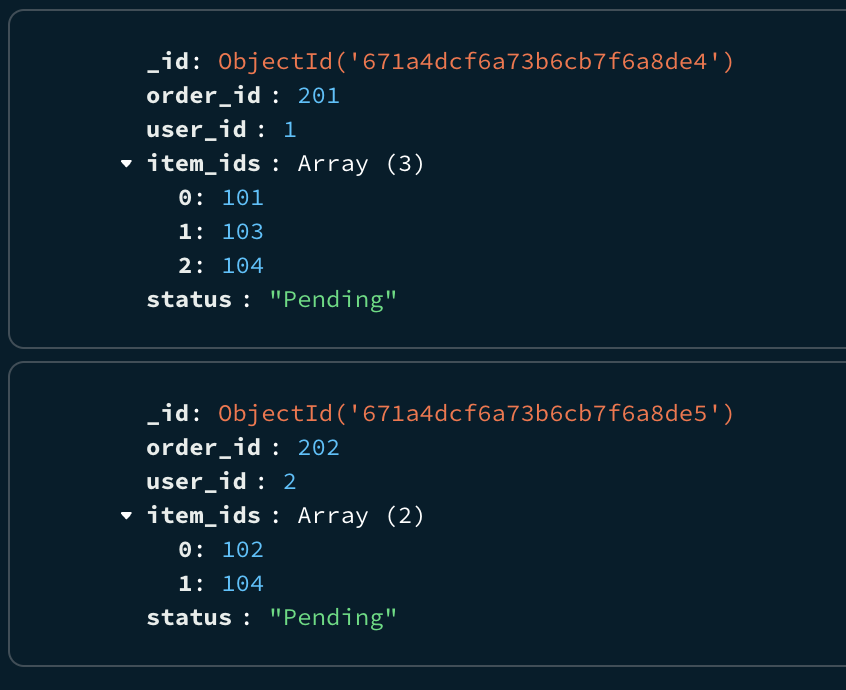 _id: ObjectId('671a4dcf6a73b6cb7f6a8de4')
order_id : 201
user_id : 1
item_ids : Array (3)
0: 101
1: 103
2: 104
status : "Pending"
_id: ObjectId('671a4dcf6a73b6cb7f6a8de5')
order_id : 202
user_id : 2
item_ids : Array (2)
0: 102
1: 104
status : "Pending"